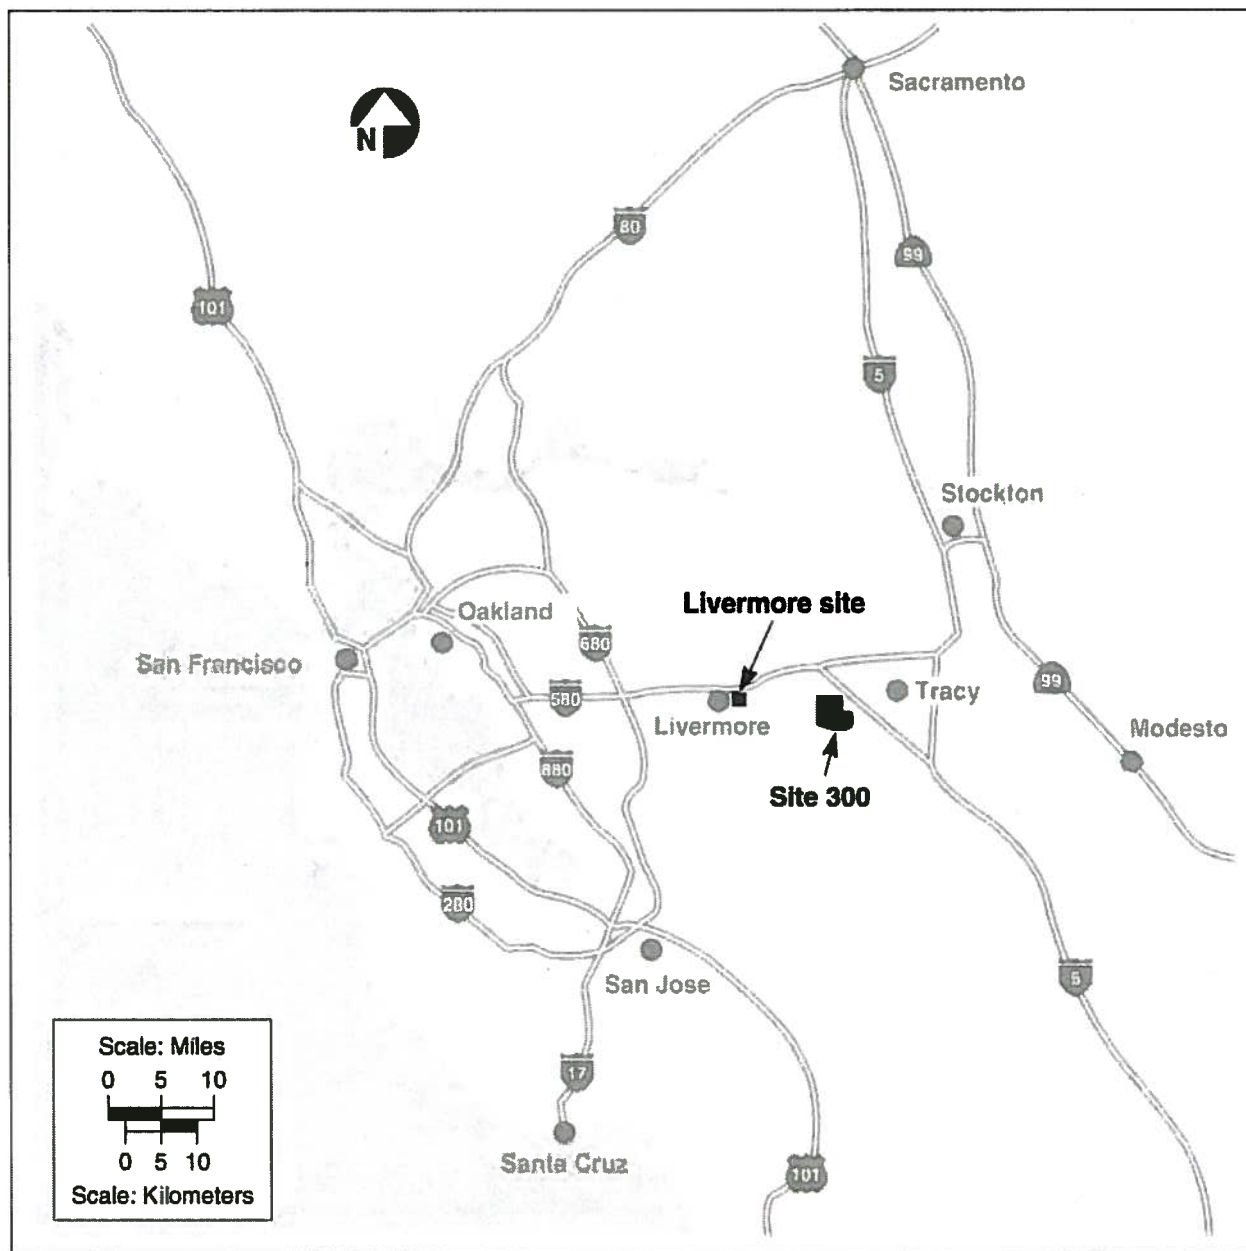 Sacramento
N
80
99
101
5
Stockton
Livermore site
Oakland
680
San Francisco
580
Tracy
99
Livermore
Modesto
880
Site 300
101
280
San Jose
5
Scale: Miles
0 5 10
17
0 5 10
Santa Cruz
101
Scale: Kilometers